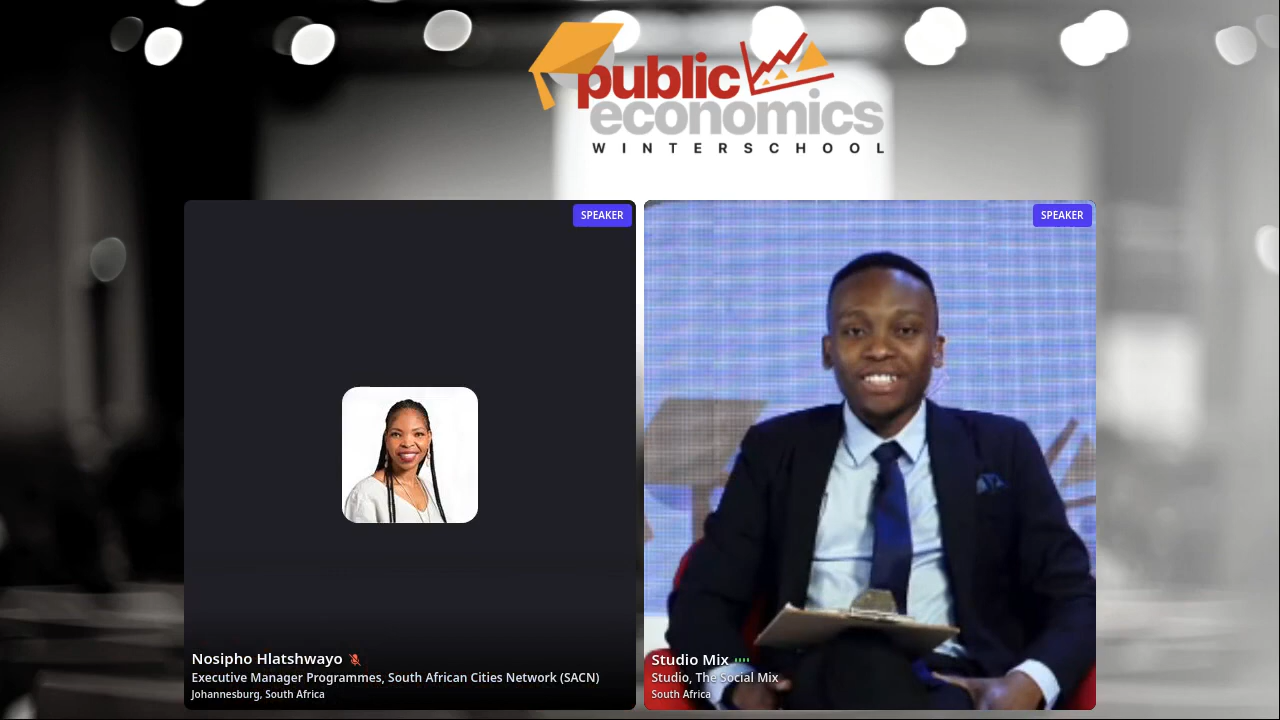 public
economics
WINTERSCHOOL
SPEAKER
SPEAKER
Nosipho Hlatshwayo
Executive Manager Programmes, South African Cities Network (SACN)
Johannesburg, South Africa
Studio Mix
Studio, The Social Mix
South Africa